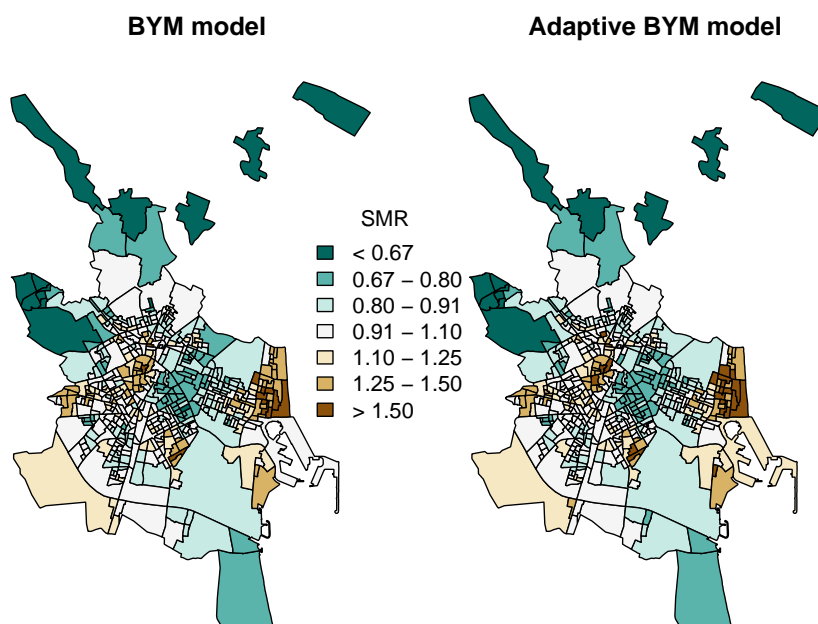 BYM model
Adaptive BYM model
SMR
< 0.67
0.67 – 0.80
0.80 – 0.91
0.91 – 1.10
1.10 – 1.25
1.25 – 1.50
> 1.50